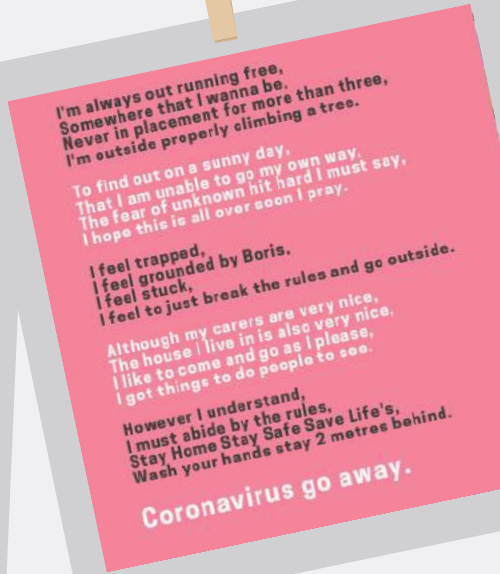 I'm always out running free,
Somewhere that I wanna be.
Never in placement for more than three,
I'm outside properly climbing a tree.
To find out on a sunny day,
That I am unable to go my own way.
The fear of unknown hit hard I must say,
I hope this is all over soon I pray.
I feel trapped,
I feel grounded by Boris.
I feel stuck,
I feel to just break the rules and go outside.
Although my carers are very nice,
The house I live in is also very nice,
I like to come and go as I please,
I got things to do people to see.
However I understand,
I must abide by the rules,
Stay Home Stay Safe Save Life's,
Wash your hands stay 2 metres behind.
Coronavirus go away.